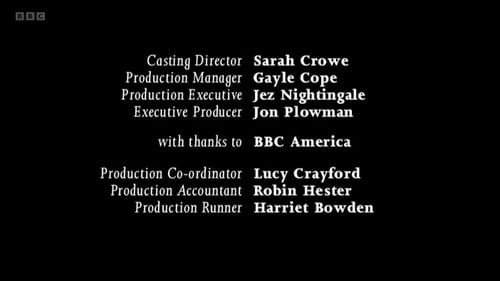 BBC
Casting Director Sarah Crowe
Production Manager Gayle Cope
Production Executive Jez Nightingale
Executive Producer Jon Plowman
with thanks to BBC America
Production Co-ordinator Lucy Crayford
Production Accountant Robin Hester
Production Runner Harriet Bowden